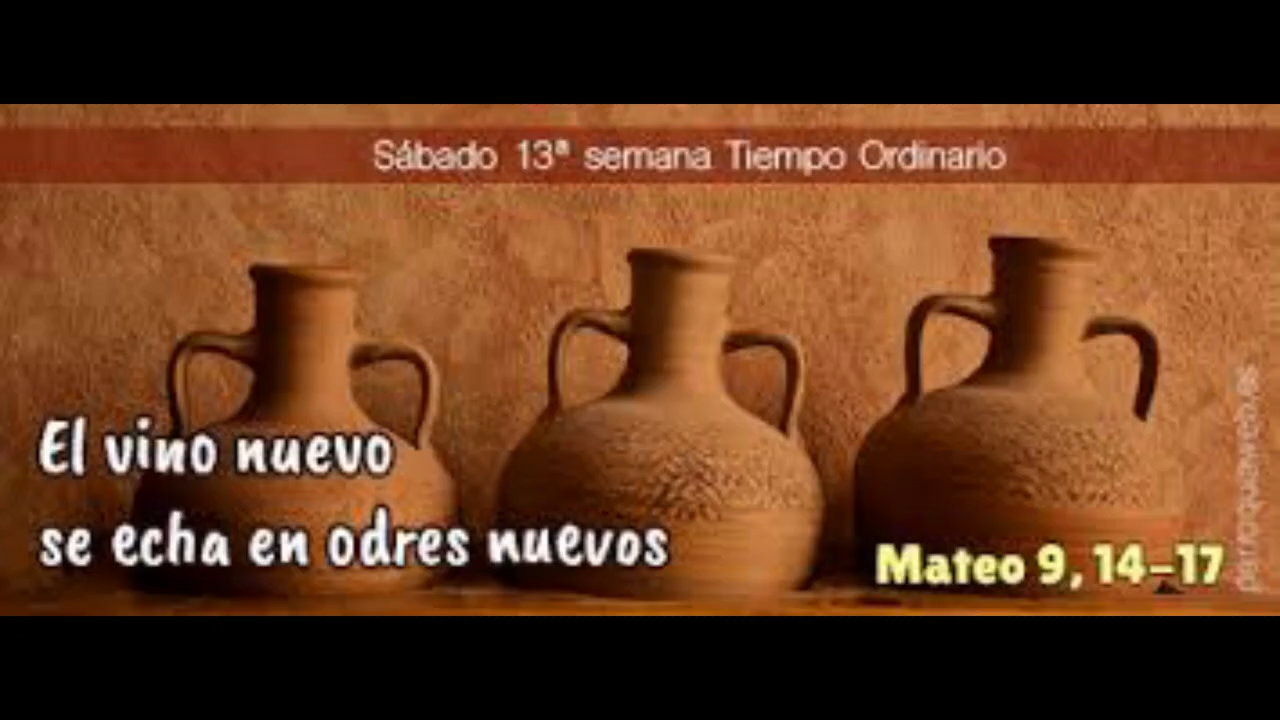 Sábado 13ª semana Tiempo Ordinario
El vino nuevo
se echa en odres nuevos
Mateo 9, 14-17